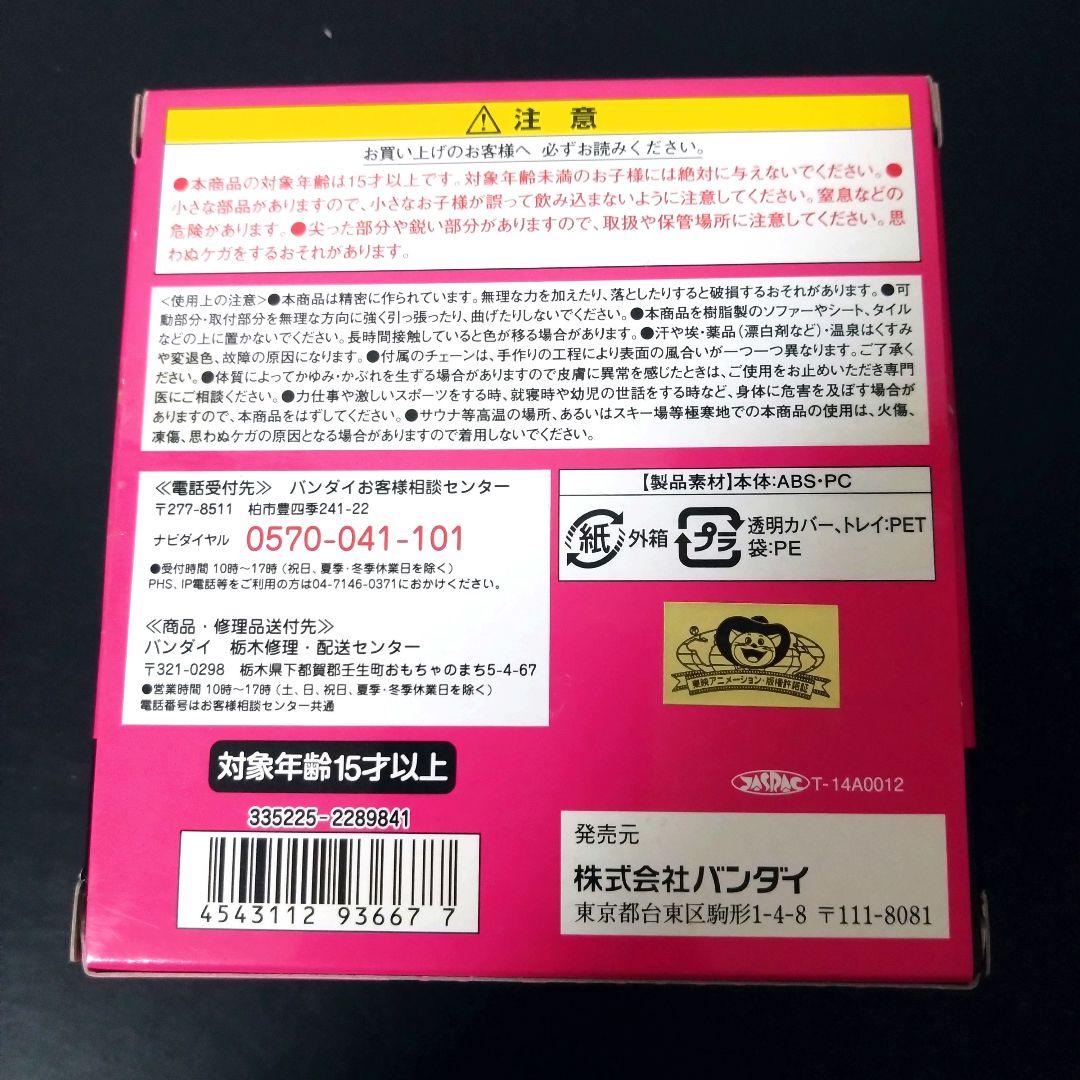 注意
お買い上げのお客様へ 必ずお読みください。
●本商品の対象年齢は15才以上です。対象年齢未満のお子様には絶対に与えないでください。●
小さな部品がありますので、小さなお子様が誤って飲み込まないように注意してください。窒息などの
危険があります。●尖った部分や鋭い部分がありますので、取扱や保管場所に注意してください。思
わぬケガをするおそれがあります。
<使用上の注意>●本商品は精密に作られています。無理な力を加えたり、落としたりすると破損するおそれがあります。●可
動部分・取付部分を無理な方向に強く引っ張ったり、曲げたりしないでください。●本商品を樹脂製のソファーやシート、タイル
などの上に置かないでください。長時間接触していると色が移る場合があります。●汗や埃・薬品(漂白剤など)・温泉はくすみ
や変退色、故障の原因になります。●付属のチェーンは、手作りの工程により表面の風合いが一つ一つ異なります。ご了承く
ださい。●体質によってかゆみ・かぶれを生ずる場合がありますので皮膚に異常を感じたときは、ご使用をお止めいただき専門
医にご相談ください。●力仕事や激しいスポーツをする時、就寝時や幼児の世話をする時など、身体に危害を及ぼす場合が
ありますので、本商品をはずしてください。●サウナ等高温の場所、あるいはスキー場等極寒地での本商品の使用は、火傷、
凍傷、思わぬケガの原因となる場合がありますので着用しないでください。
≪電話受付先≫ バンダイお客様相談センター
〒277-8511 柏市豊四季241-22
ナビダイヤル 0570-041-101
●受付時間 10時〜17時(祝日、夏季・冬季休業日を除く)
PHS、IP電話等をご利用の方は04-7146-0371におかけください。
≪商品・修理品送付先≫
バンダイ 栃木修理・配送センター
〒321-0298 栃木県下都賀郡壬生町おもちゃのまち5-4-67
●営業時間 10時〜17時(土、日、祝日、夏季・冬季休業日を除く)
電話番号はお客様相談センター共通
【製品素材】本体:ABS・PC
紙 外箱
プラ 透明カバー、トレイ:PET
袋:PE
東映アニメーション・版権許諾証
対象年齢15才以上
JASRAC T-14A0012
335225-2289841
4543112 93667 7
発売元
株式会社バンダイ
東京都台東区駒形1-4-8 〒111-8081